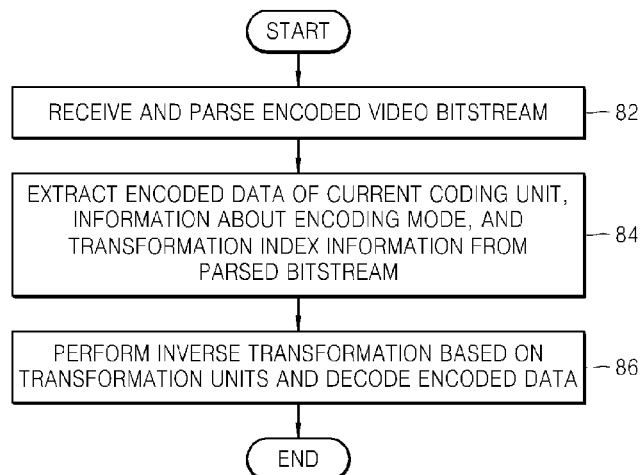 START
RECEIVE AND PARSE ENCODED VIDEO BITSTREAM
82
EXTRACT ENCODED DATA OF CURRENT CODING UNIT,
INFORMATION ABOUT ENCODING MODE, AND
TRANSFORMATION INDEX INFORMATION FROM
PARSED BITSTREAM
84
PERFORM INVERSE TRANSFORMATION BASED ON
TRANSFORMATION UNITS AND DECODE ENCODED DATA
86
END